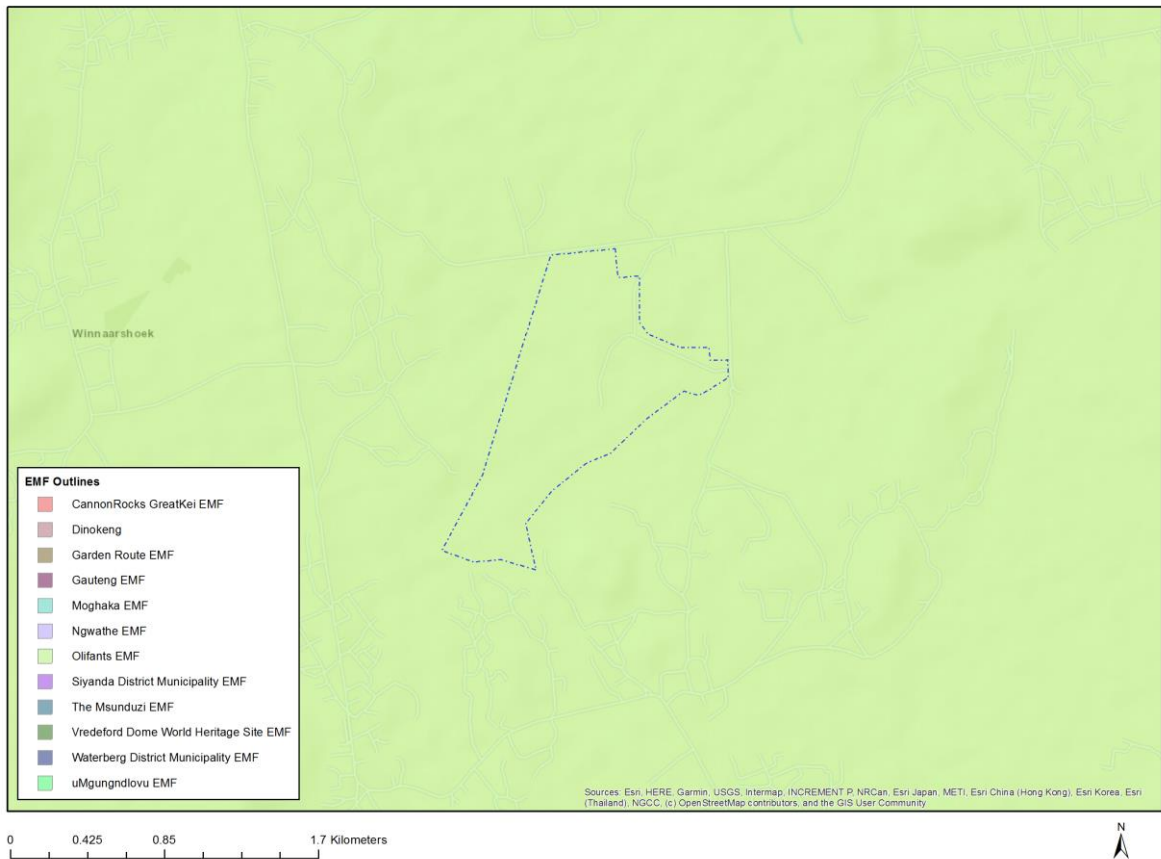 Winnaarshoek
EMF Outlines
CannonRocks GreatKei EMF
Dinokeng
Garden Route EMF
Gauteng EMF
Moghaka EMF
Ngwathe EMF
Olifants EMF
Siyanda District Municipality EMF
The Msunduzi EMF
Vredeford Dome World Heritage Site EMF
Waterberg District Municipality EMF
uMgungndlovu EMF
Sources: Esri, HERE, Garmin, USGS, Intermap, INCREMENT P, NRCan, Esri Japan, METI, Esri China (Hong Kong), Esri Korea, Esri
(Thailand), NGCC, (c) OpenStreetMap contributors, and the GIS User Community
0 0.425 0.85 1.7 Kilometers
N